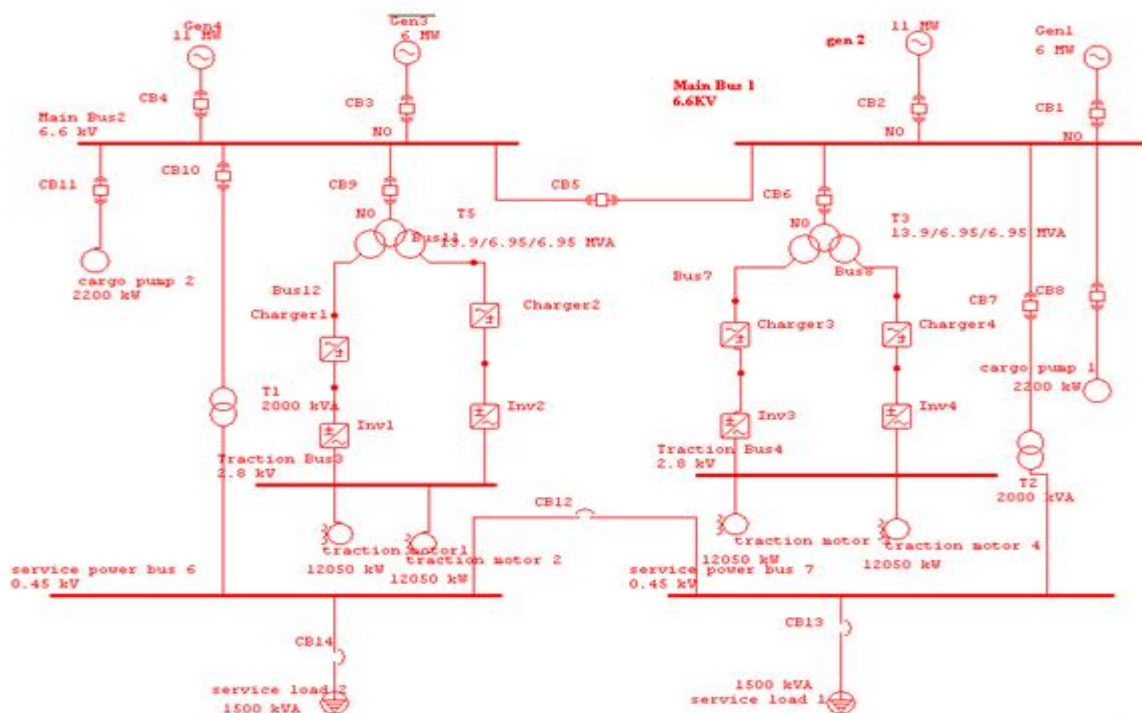 Gen4
11 MW
Gen3
6 MW
11 MW
gen 2
Gen1
6 MW
CB4
CB3
Main Bus 1
6.6KV
CB2
CB1
Main Bus2
6.6 kV
NO
NO
NO
CB11
CB10
CB9
CB5
CB6
NO
T5
Bus11
13.9/6.95/6.95 MVA
NO
T3
13.9/6.95/6.95 MVA
cargo pump 2
2200 kW
Bus12
Charger1
Charger2
Bus7
Bus8
Charger3
Charger4
CB7
CB8
cargo pump 1
2200 kW
T1
2000 kVA
Inv1
Inv2
Inv3
Inv4
Traction Bus3
2.8 kV
Traction Bus4
2.8 kV
T2
2000 kVA
CB12
traction motor1
12050 kW
traction motor 2
12050 kW
traction motor
12050 kW
traction motor 4
12050 kW
service power bus 6
0.45 kV
service power bus 7
0.45 kV
CB14
CB13
service load 2
1500 kVA
1500 kVA
service load 1